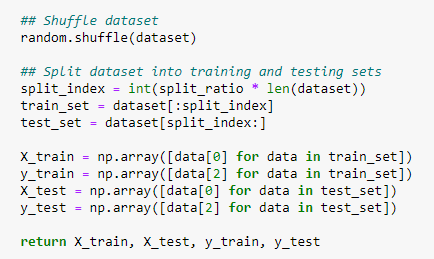 ## Shuffle dataset
random.shuffle(dataset)
## Split dataset into training and testing sets
split_index = int(split_ratio * len(dataset))
train_set = dataset[:split_index]
test_set = dataset[split_index:]
X_train = np.array([data[0] for data in train_set])
y_train = np.array([data[2] for data in train_set])
X_test = np.array([data[0] for data in test_set])
y_test = np.array([data[2] for data in test_set])
return X_train, X_test, y_train, y_test